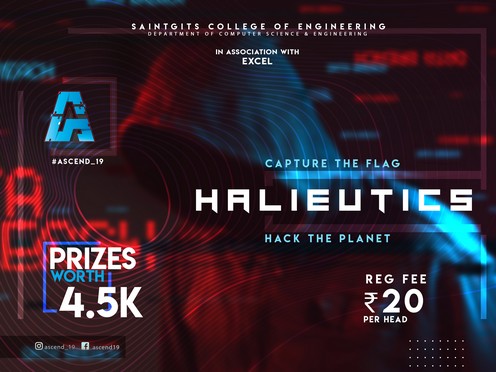 SAINTGITS COLLEGE OF ENGINEERING
DEPARTMENT OF COMPUTER SCIENCE & ENGINEERING
IN ASSOCIATION WITH
EXCEL
#ASCEND_19
CAPTURE THE FLAG
HALIEUTICS
HACK THE PLANET
PRIZES
WORTH
4.5K
REG FEE
₹20
PER HEAD
ascend_19 ascend19